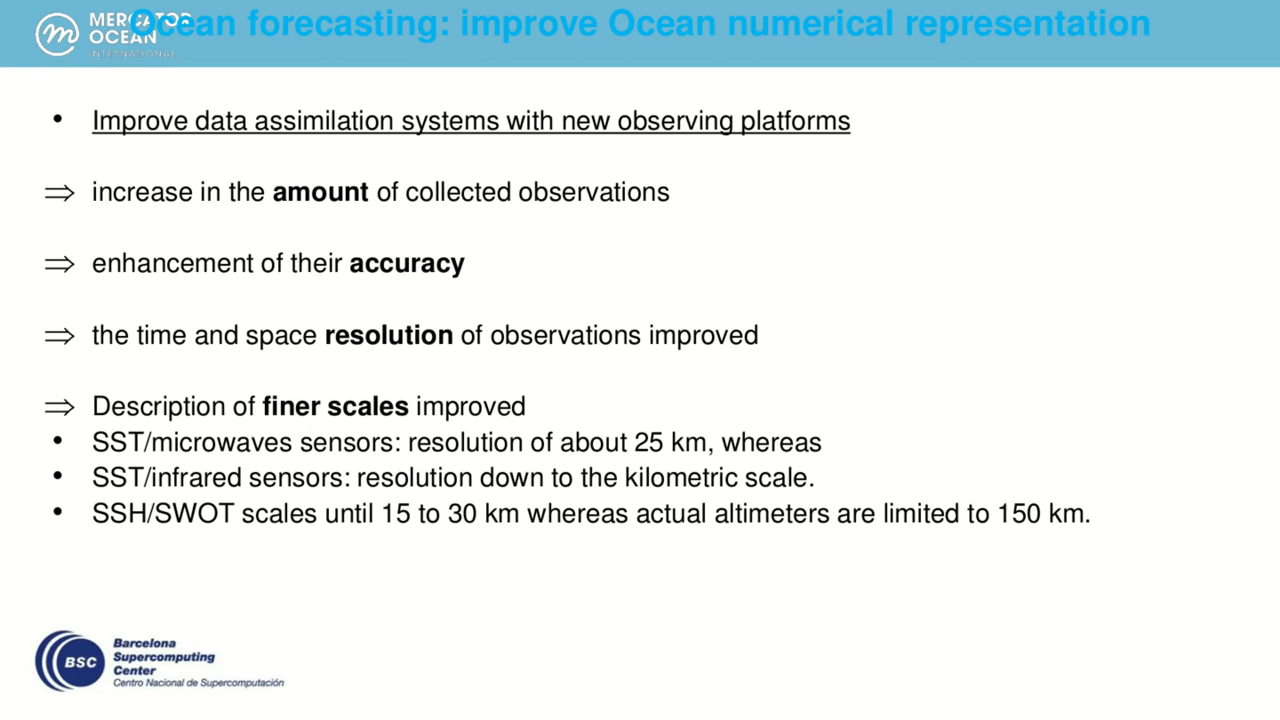 MERCATOR
OCEAN
INTERNATIONAL
Ocean forecasting: improve Ocean numerical representation
• Improve data assimilation systems with new observing platforms
⇒ increase in the amount of collected observations
⇒ enhancement of their accuracy
⇒ the time and space resolution of observations improved
⇒ Description of finer scales improved
• SST/microwaves sensors: resolution of about 25 km, whereas
• SST/infrared sensors: resolution down to the kilometric scale.
• SSH/SWOT scales until 15 to 30 km whereas actual altimeters are limited to 150 km.
BSC
Barcelona
Supercomputing
Center
Centro Nacional de Supercomputación